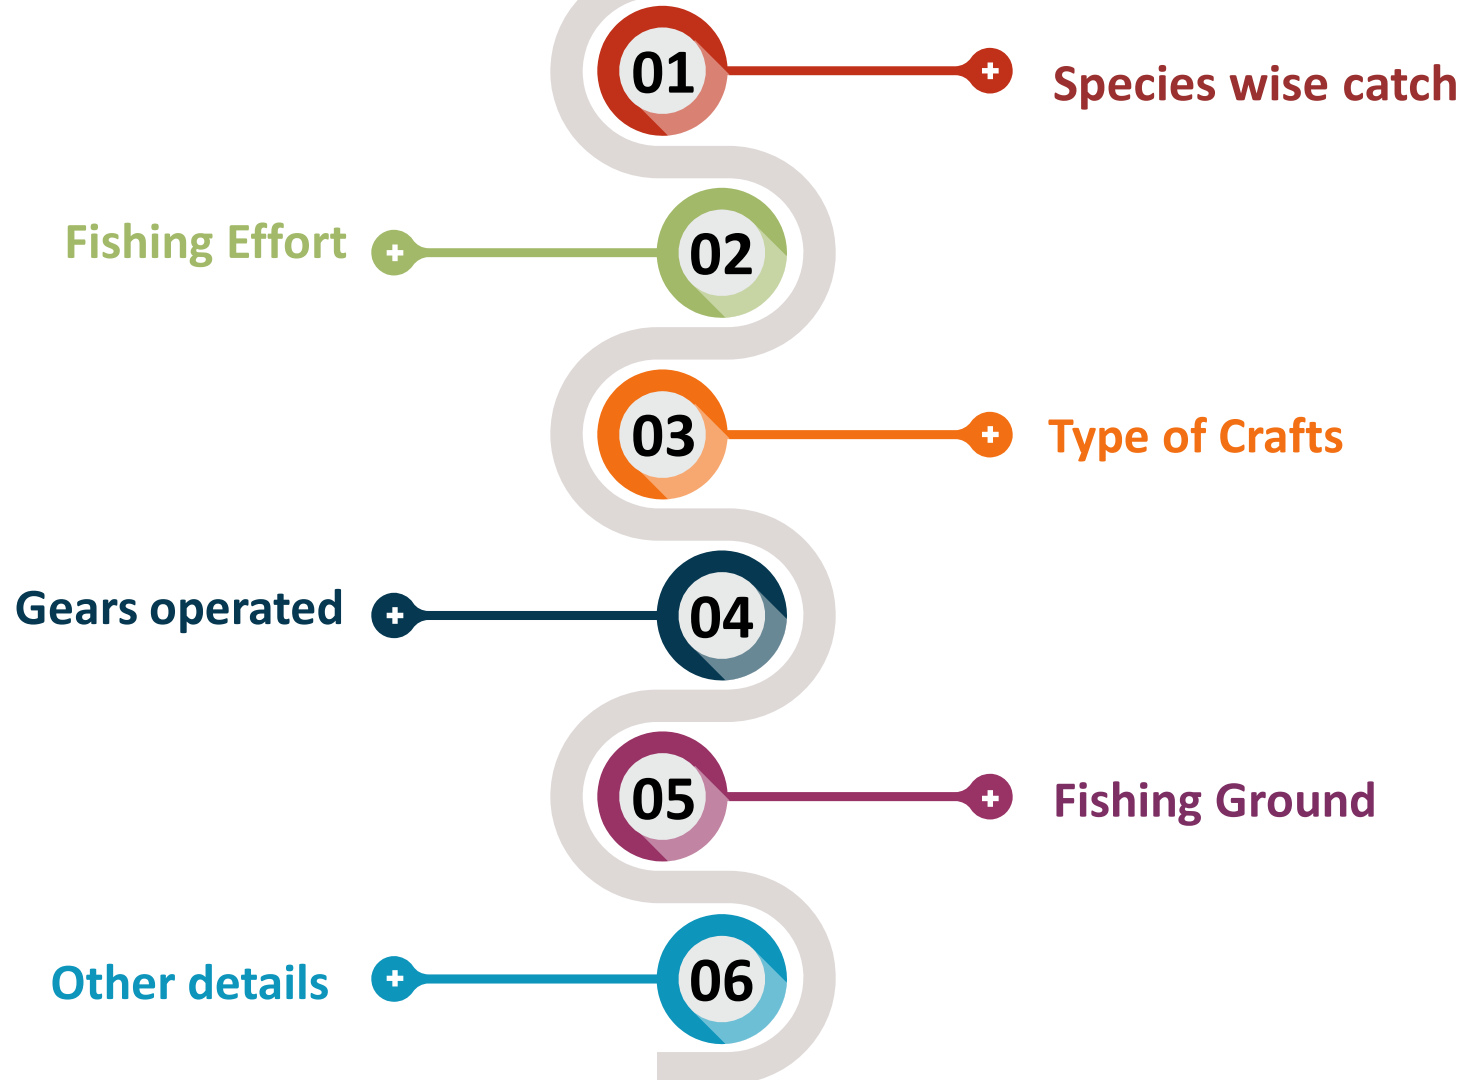 01
Species wise catch
Fishing Effort
02
03
Type of Crafts
Gears operated
04
05
Fishing Ground
Other details
06